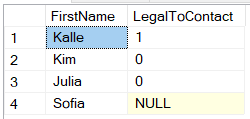 FirstName LegalToContact
1 Kalle 1
2 Kim 0
3 Julia 0
4 Sofia NULL